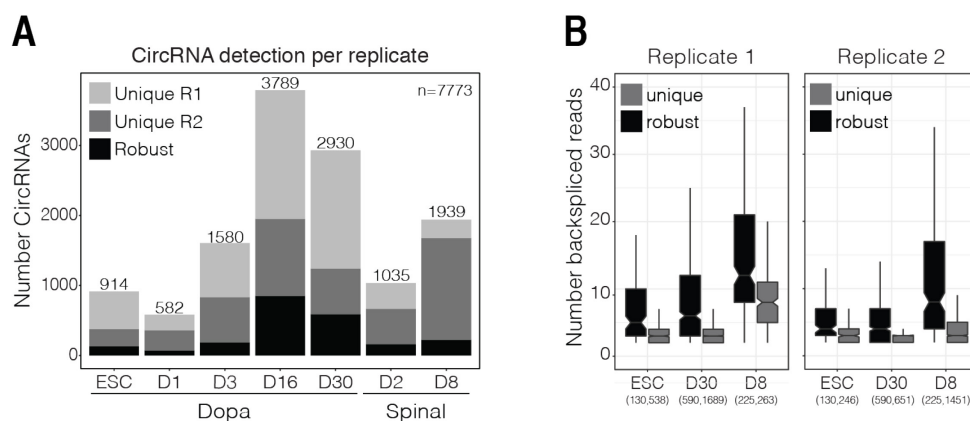 A
CircRNA detection per replicate
Unique R1
Unique R2
Robust
n=7773
Number CircRNAs
3000
2000
1000
0
914
582
1580
3789
2930
1035
1939
ESC D1 D3 D16 D30 D2 D8
Dopa Spinal
B
Replicate 1 Replicate 2
Number backspliced reads
40
30
20
10
0
unique
robust
unique
robust
ESC D30 D8 ESC D30 D8
(130,538) (590,1689) (225,263) (130,246) (590,651) (225,1451)